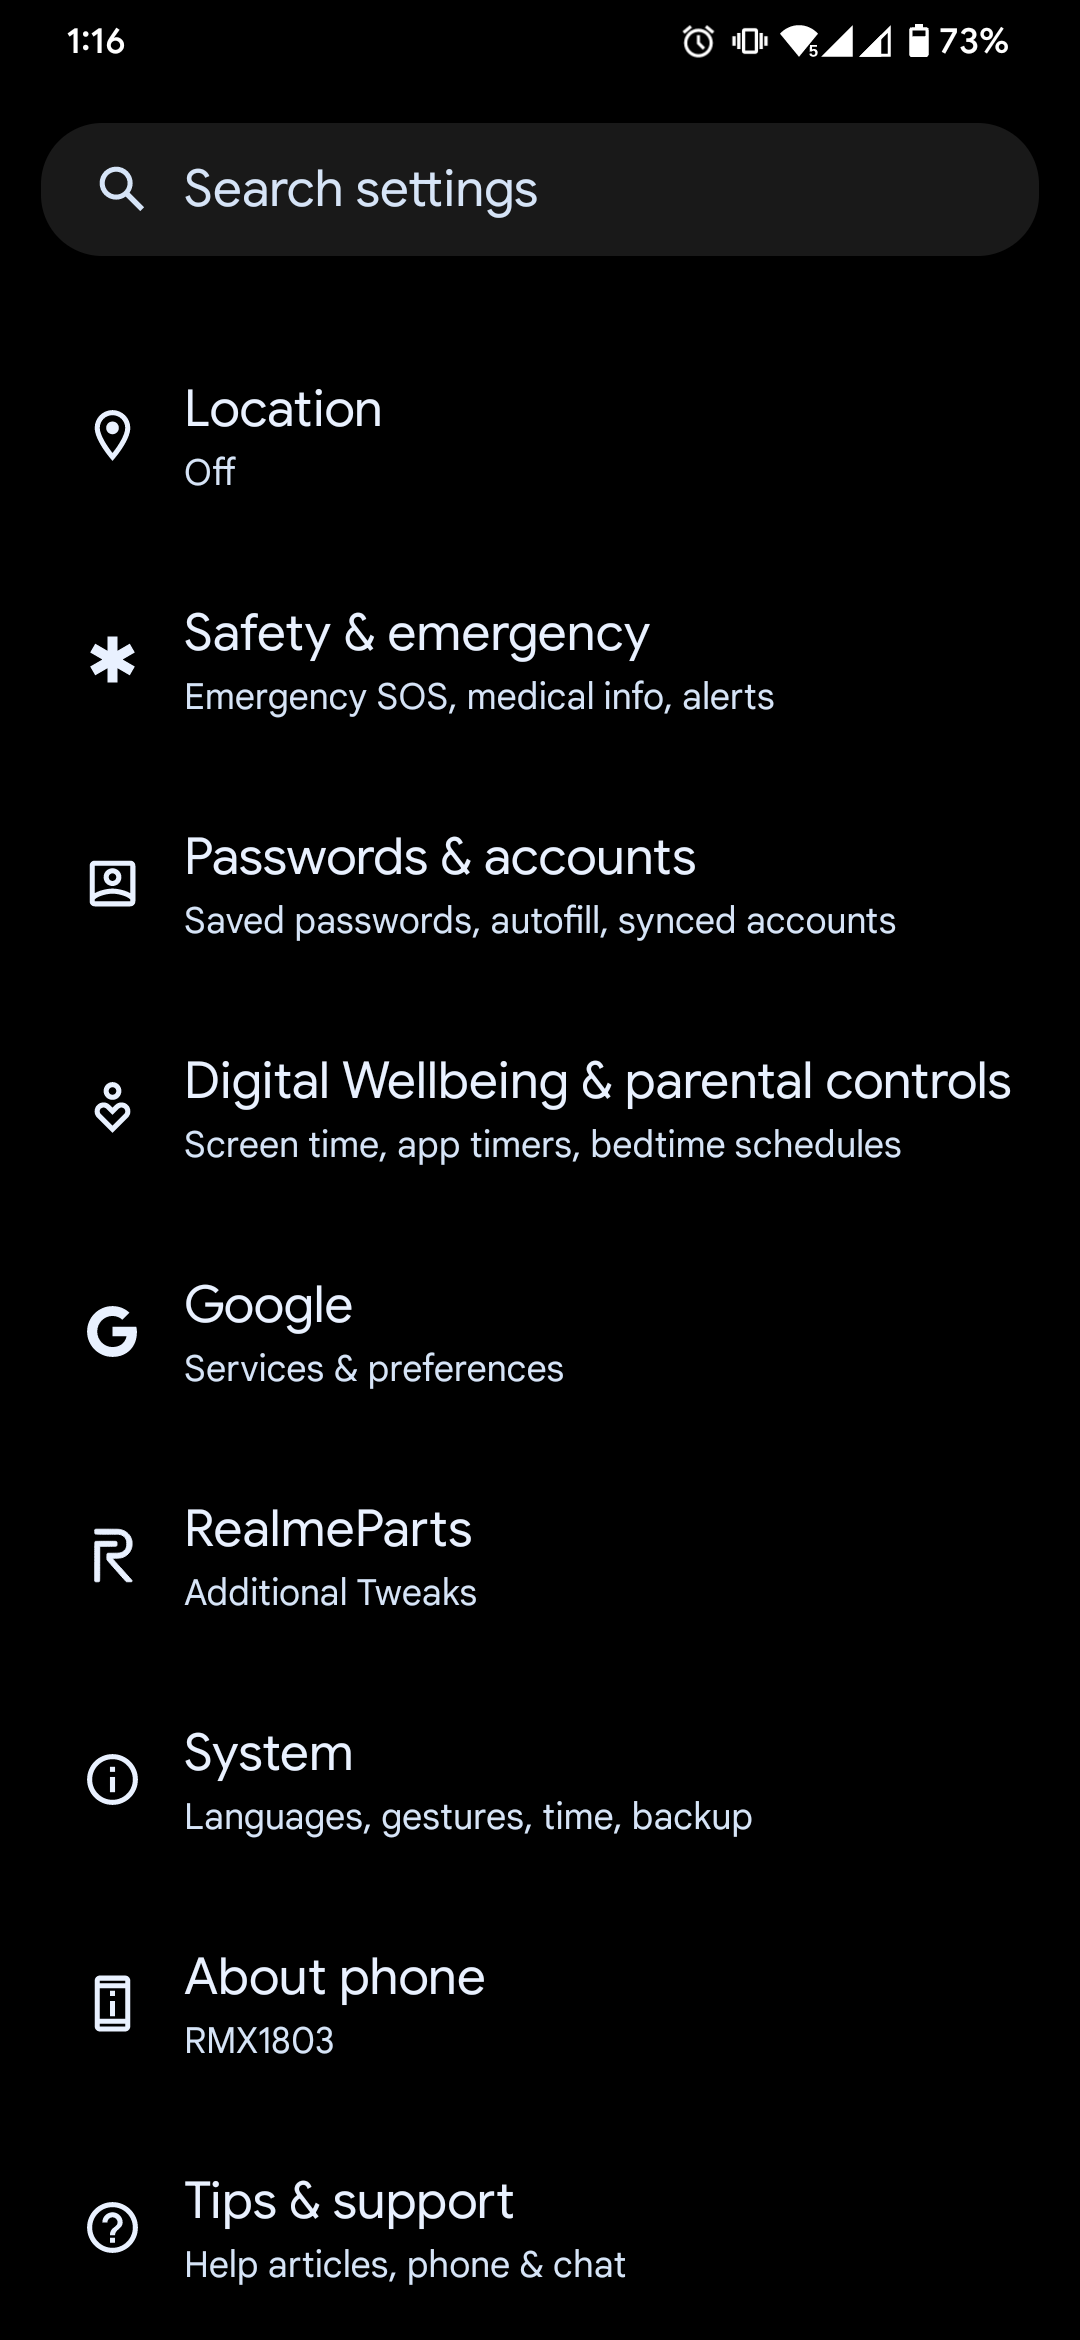 1:16
5
73%
Search settings
Location
Off
Safety & emergency
Emergency SOS, medical info, alerts
Passwords & accounts
Saved passwords, autofill, synced accounts
Digital Wellbeing & parental controls
Screen time, app timers, bedtime schedules
Google
Services & preferences
RealmeParts
Additional Tweaks
System
Languages, gestures, time, backup
About phone
RMX1803
Tips & support
Help articles, phone & chat